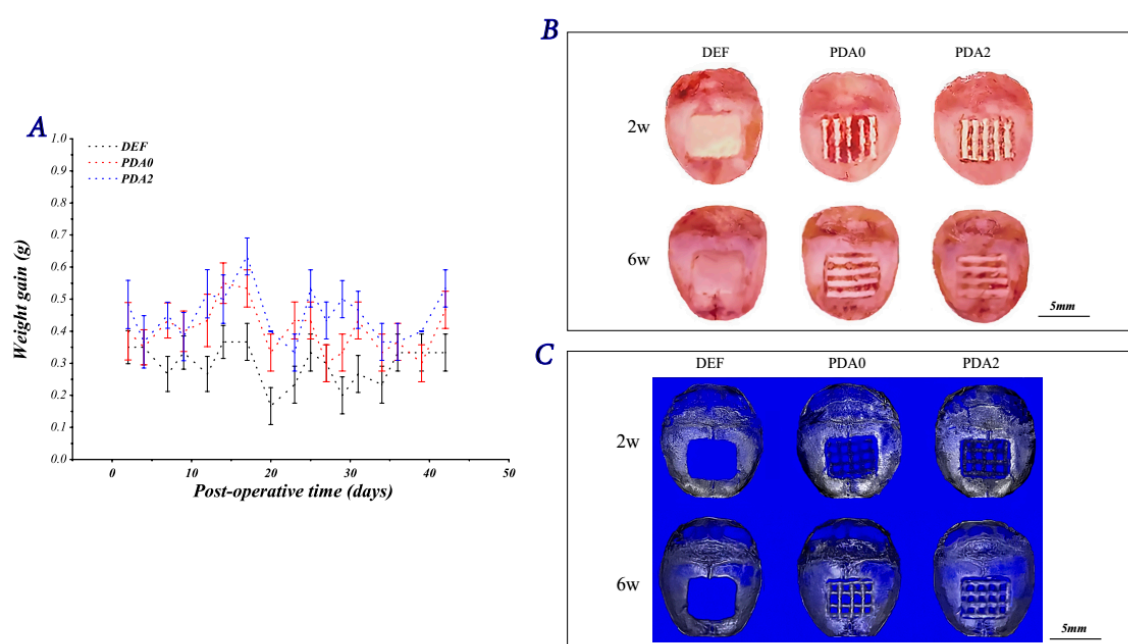 A
1.0
0.9
0.8
0.7
0.6
0.5
0.4
0.3
0.2
0.1
0.0
Weight gain (g)
DEF
PDA0
PDA2
0 10 20 30 40 50
Post-operative time (days)
B
DEF PDA0 PDA2
2w
6w
5mm
C
DEF PDA0 PDA2
2w
6w
5mm